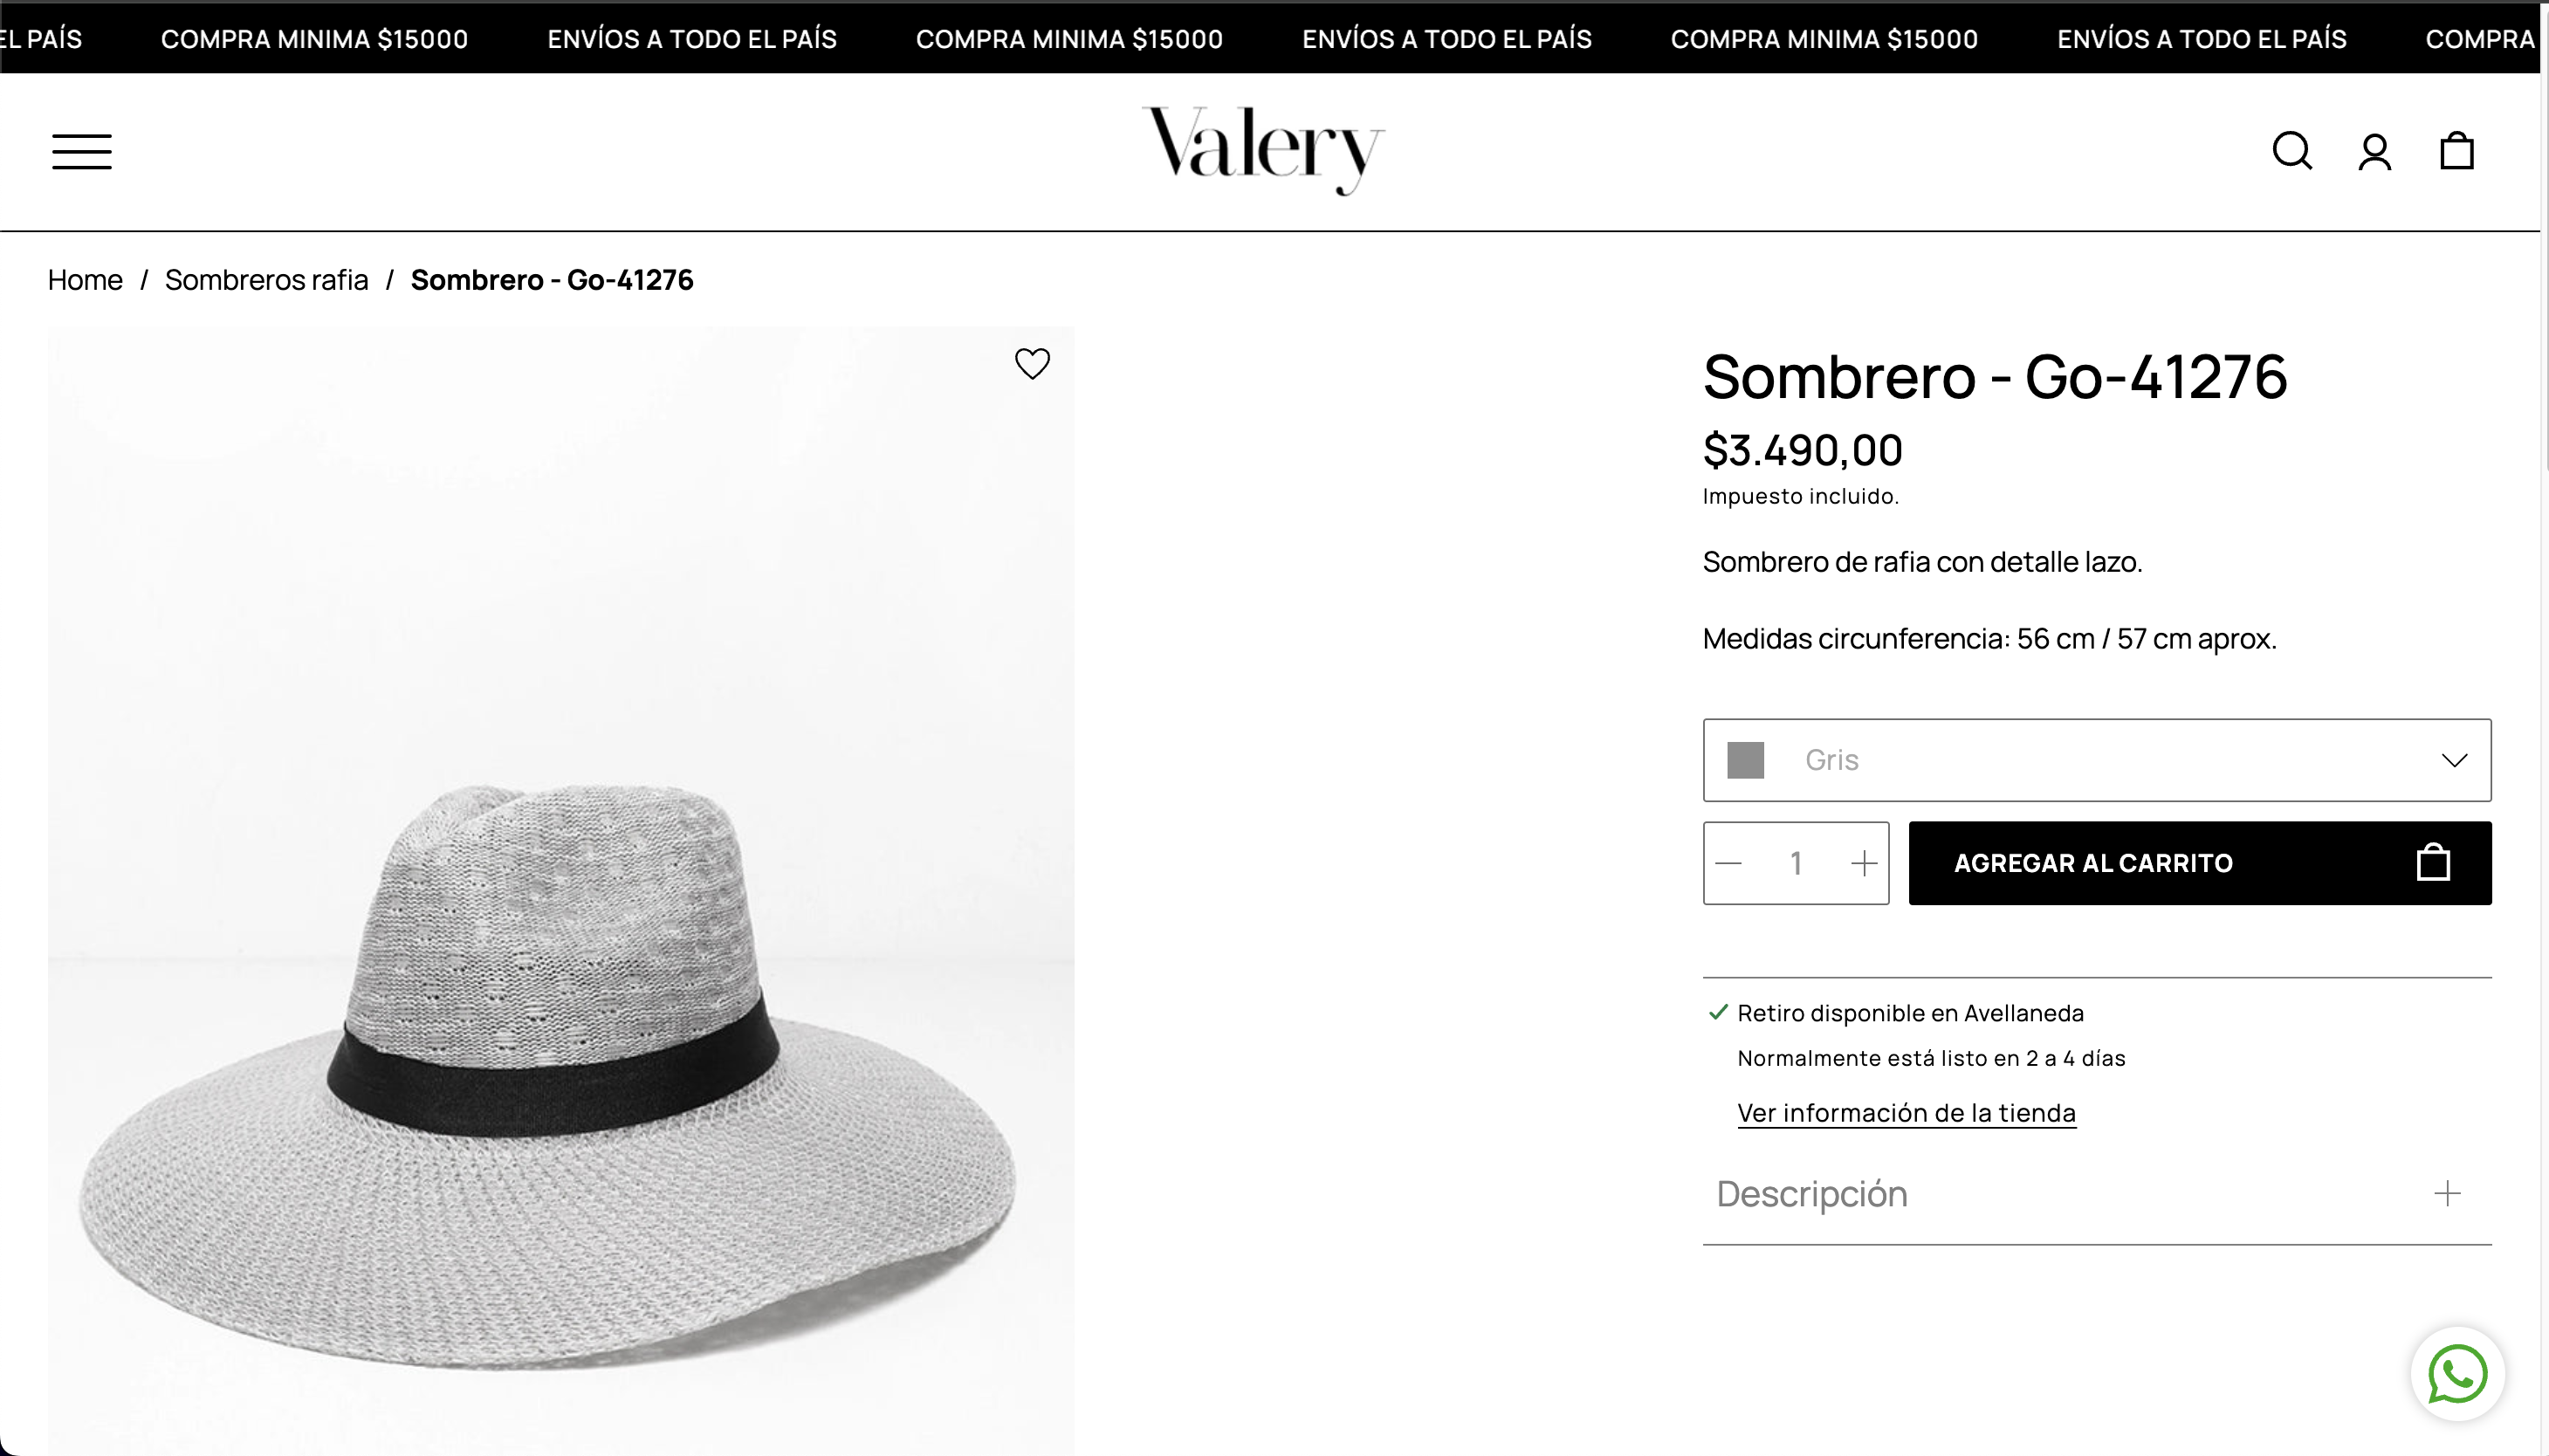 EL PAÍS COMPRA MINIMA $15000 ENVÍOS A TODO EL PAÍS COMPRA MINIMA $15000 ENVÍOS A TODO EL PAÍS COMPRA MINIMA $15000 ENVÍOS A TODO EL PAÍS COMPRA
Valery
Home / Sombreros rafia / Sombrero - Go-41276
Sombrero - Go-41276
$3.490,00
Impuesto incluido.
Sombrero de rafia con detalle lazo.
Medidas circunferencia: 56 cm / 57 cm aprox.
Gris
1
AGREGAR AL CARRITO
Retiro disponible en Avellaneda
Normalmente está listo en 2 a 4 días
Ver información de la tienda
Descripción